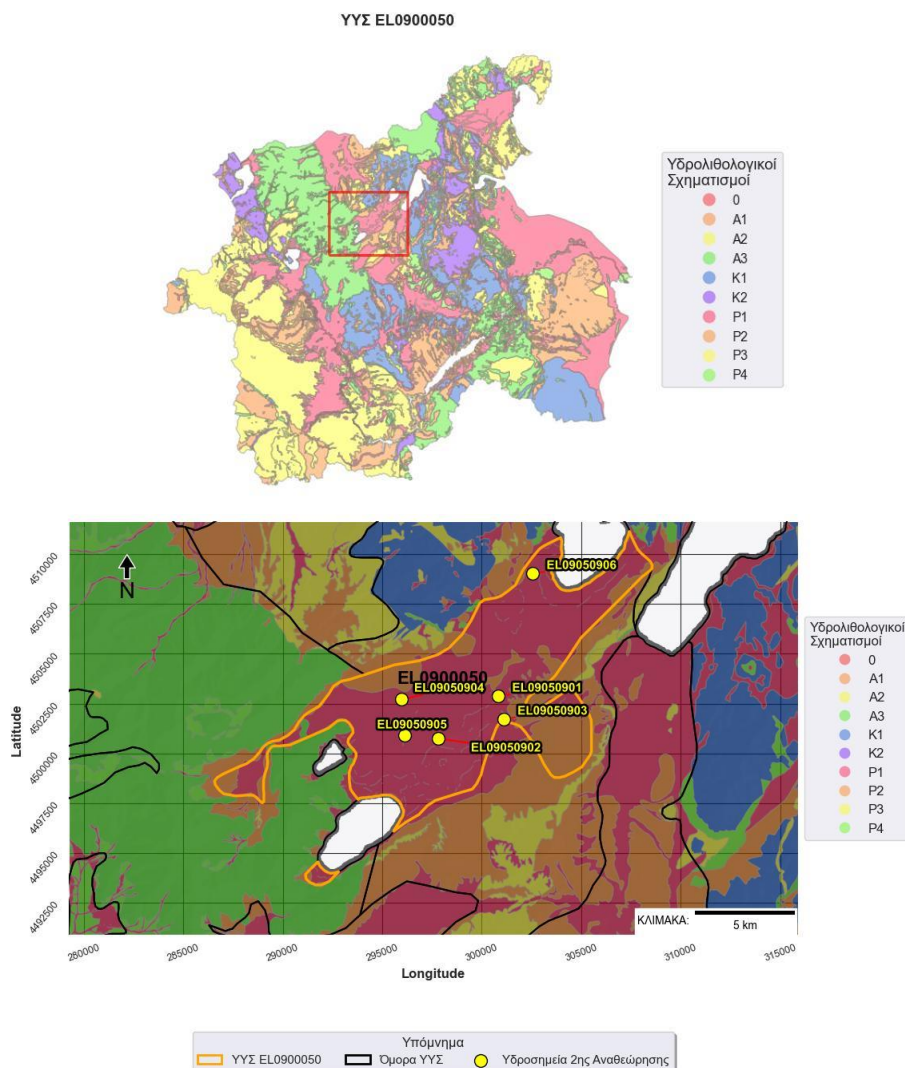 ΥΥΣ EL0900050
Υδρολιθολογικοί
Σχηματισμοί
0
A1
A2
A3
K1
K2
P1
P2
P3
P4
4510000
4507500
4505000
4502500
4500000
4497500
4495000
4492500
Latitude
N
EL09050906
EL0900050
EL09050904
EL09050901
EL09050903
EL09050905
EL09050902
ΚΛΙΜΑΚΑ:
5 km
280000
285000
290000
295000
300000
305000
310000
315000
Longitude
Υδρολιθολογικοί
Σχηματισμοί
0
A1
A2
A3
K1
K2
P1
P2
P3
P4
Υπόμνημα
ΥΥΣ EL0900050
Όμορα ΥΥΣ
Υδροσημεία 2ης Αναθεώρησης